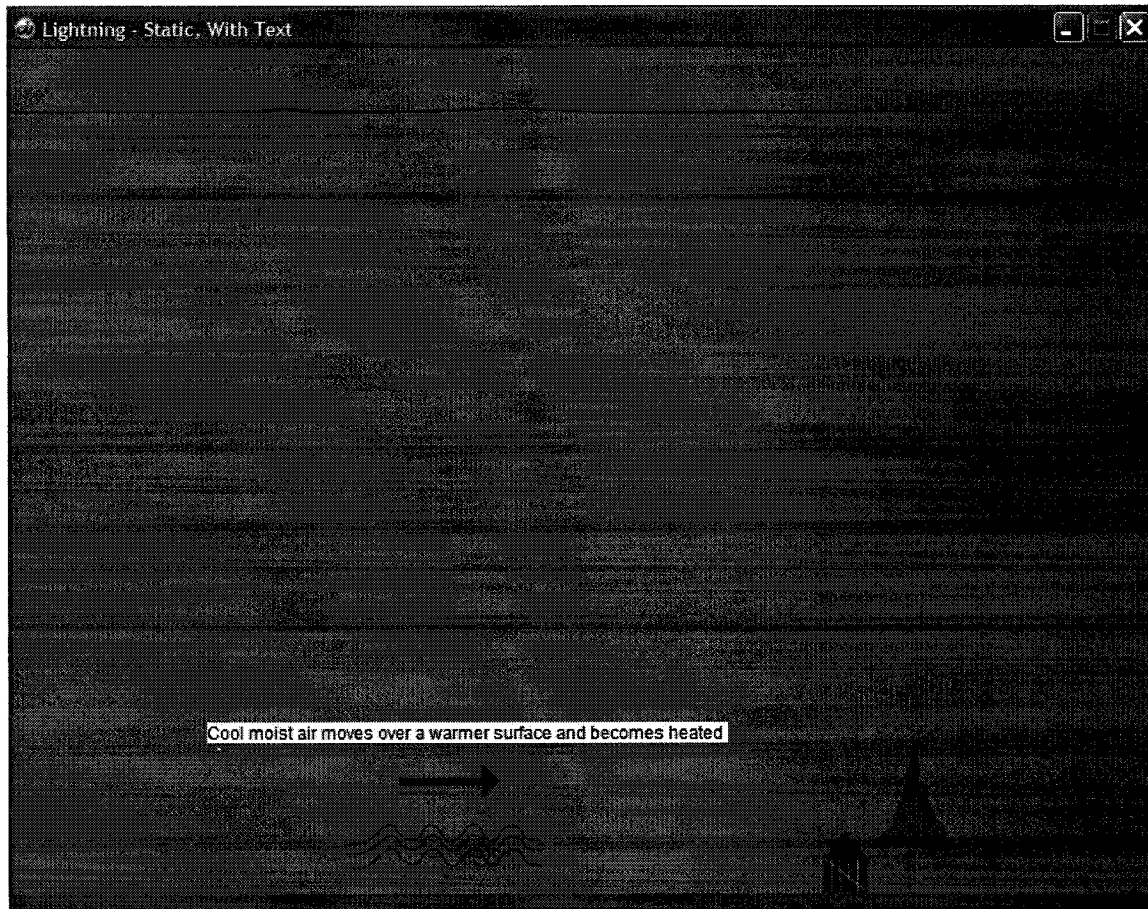 Lightning - Static, With Text
Cool moist air moves over a warmer surface and becomes heated